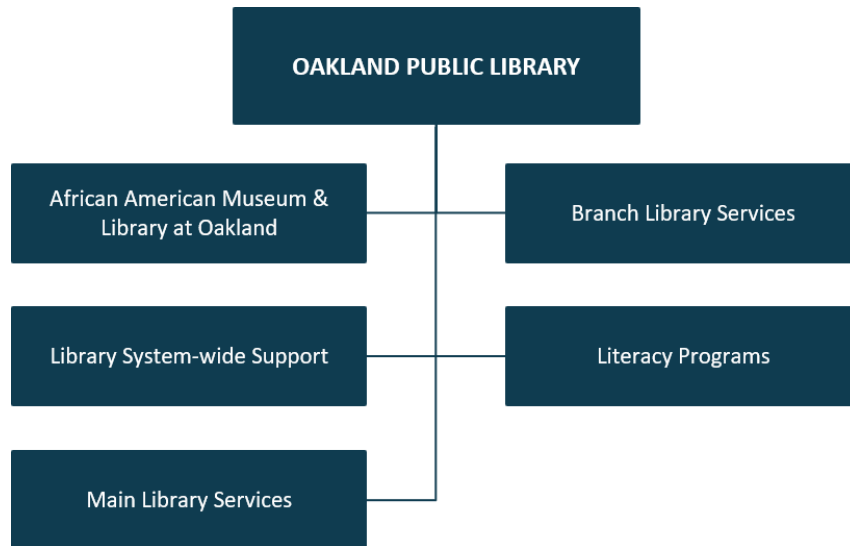 OAKLAND PUBLIC LIBRARY
African American Museum &
Library at Oakland
Branch Library Services
Library System-wide Support
Literacy Programs
Main Library Services